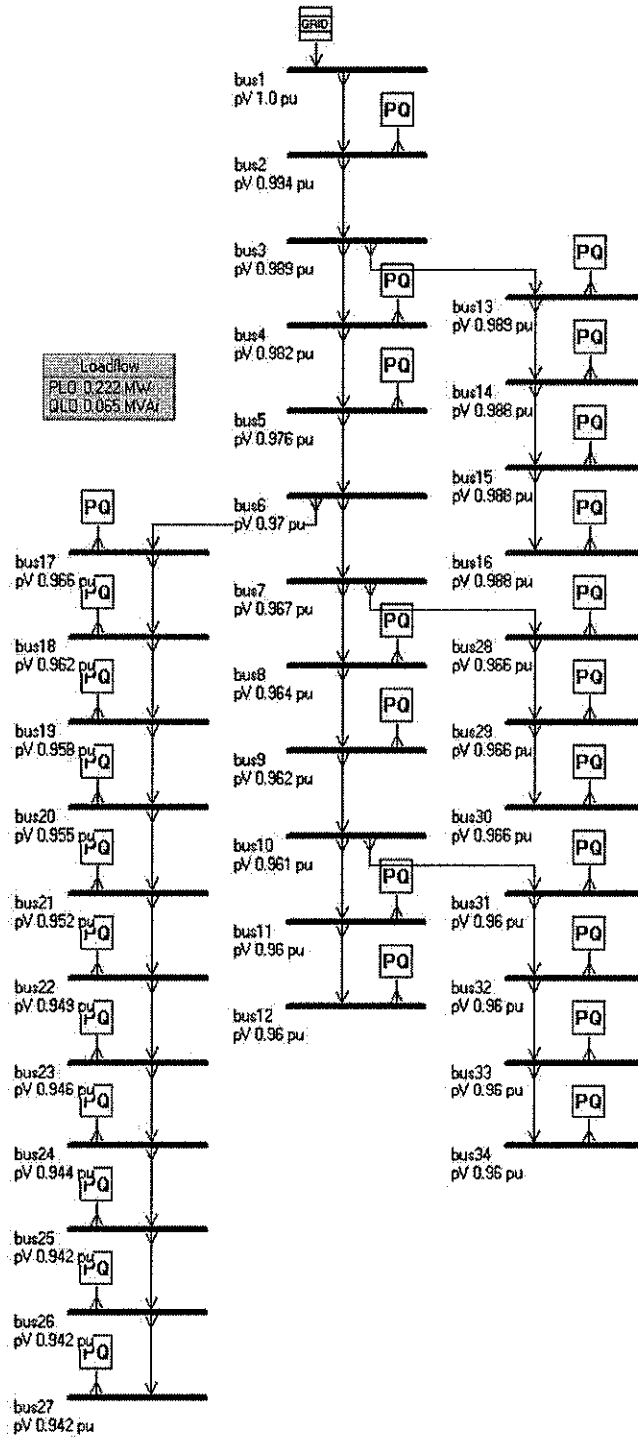 GRID
bus1
pV 1.0 pu
PQ
bus2
pV 0.994 pu
bus3
pV 0.989 pu
PQ
bus4
pV 0.982 pu
PQ
bus5
pV 0.976 pu
bus6
pV 0.97 pu
bus7
pV 0.967 pu
PQ
bus8
pV 0.964 pu
PQ
bus9
pV 0.962 pu
bus10
pV 0.961 pu
PQ
bus11
pV 0.96 pu
PQ
bus12
pV 0.96 pu
PQ
bus13
pV 0.989 pu
PQ
bus14
pV 0.988 pu
PQ
bus15
pV 0.988 pu
PQ
bus16
pV 0.988 pu
Loadflow
PLO 0.222 MW
QLO 0.065 MVAr
PQ
bus17
pV 0.966 pu
PQ
bus18
pV 0.962 pu
PQ
bus19
pV 0.958 pu
PQ
bus20
pV 0.955 pu
PQ
bus21
pV 0.952 pu
PQ
bus22
pV 0.949 pu
PQ
bus23
pV 0.946 pu
PQ
bus24
pV 0.944 pu
PQ
bus25
pV 0.942 pu
PQ
bus26
pV 0.942 pu
PQ
bus27
pV 0.942 pu
PQ
bus28
pV 0.966 pu
PQ
bus29
pV 0.966 pu
PQ
bus30
pV 0.966 pu
PQ
bus31
pV 0.96 pu
PQ
bus32
pV 0.96 pu
PQ
bus33
pV 0.96 pu
PQ
bus34
pV 0.96 pu